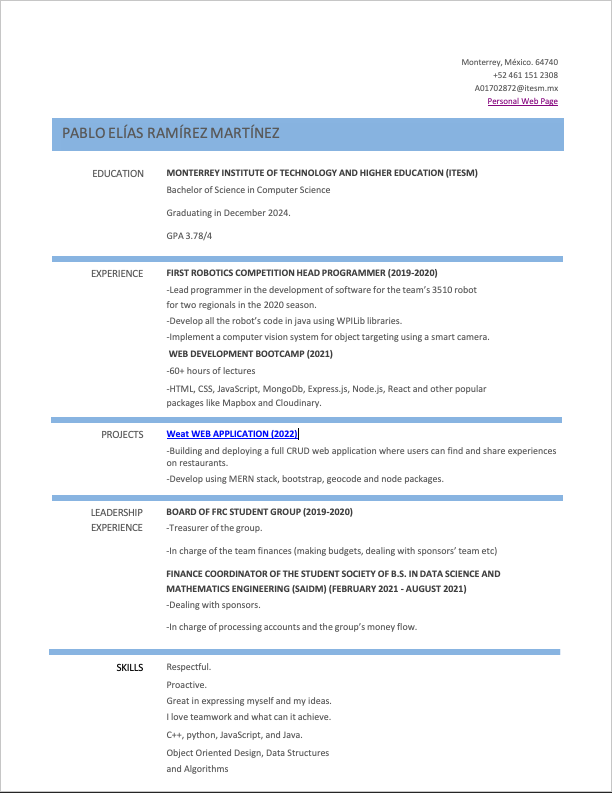 Monterrey, México. 64740
+52 461 151 2308
A01702872@itesm.mx
Personal Web Page
PABLO ELÍAS RAMÍREZ MARTÍNEZ
EDUCATION
MONTERREY INSTITUTE OF TECHNOLOGY AND HIGHER EDUCATION (ITESM)
Bachelor of Science in Computer Science
Graduating in December 2024.
GPA 3.78/4
EXPERIENCE
FIRST ROBOTICS COMPETITION HEAD PROGRAMMER (2019-2020)
-Lead programmer in the development of software for the team's 3510 robot
for two regionals in the 2020 season.
-Develop all the robot's code in java using WPILib libraries.
-Implement a computer vision system for object targeting using a smart camera.
WEB DEVELOPMENT BOOTCAMP (2021)
-60+ hours of lectures
-HTML, CSS, JavaScript, MongoDb, Express.js, Node.js, React and other popular
packages like Mapbox and Cloudinary.
PROJECTS
Weat WEB APPLICATION (2022)
-Building and deploying a full CRUD web application where users can find and share experiences
on restaurants.
-Develop using MERN stack, bootstrap, geocode and node packages.
LEADERSHIP
EXPERIENCE
BOARD OF FRC STUDENT GROUP (2019-2020)
-Treasurer of the group.
-In charge of the team finances (making budgets, dealing with sponsors' team etc)
FINANCE COORDINATOR OF THE STUDENT SOCIETY OF B.S. IN DATA SCIENCE AND
MATHEMATICS ENGINEERING (SAIDM) (FEBRUARY 2021 - AUGUST 2021)
-Dealing with sponsors.
-In charge of processing accounts and the group's money flow.
SKILLS
Respectful.
Proactive.
Great in expressing myself and my ideas.
I love teamwork and what can it achieve.
C++, python, JavaScript, and Java.
Object Oriented Design, Data Structures
and Algorithms